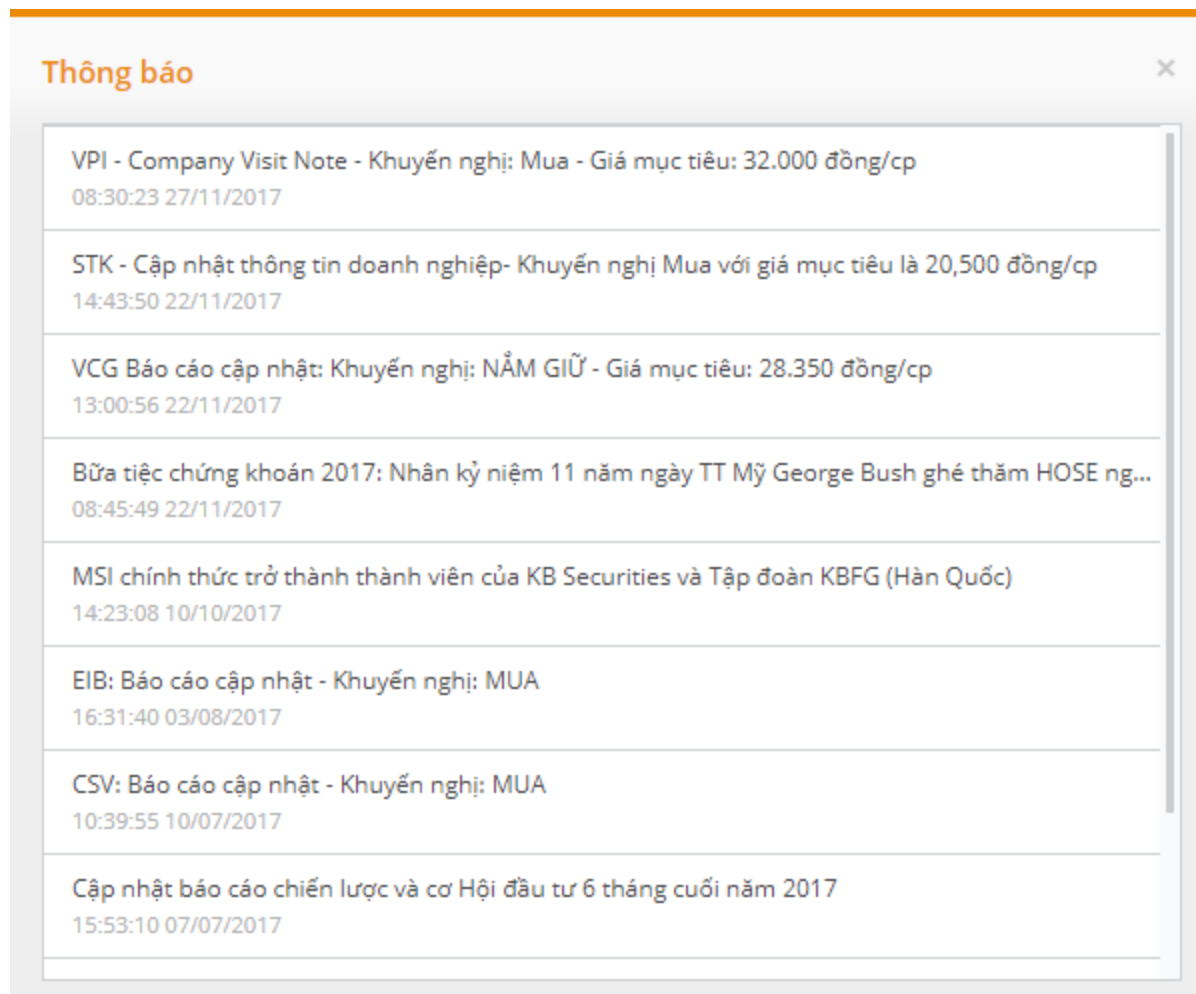 Thông báo
×
VPI - Company Visit Note - Khuyến nghị: Mua - Giá mục tiêu: 32.000 đồng/cp
08:30:23 27/11/2017
STK - Cập nhật thông tin doanh nghiệp- Khuyến nghị Mua với giá mục tiêu là 20,500 đồng/cp
14:43:50 22/11/2017
VCG Báo cáo cập nhật: Khuyến nghị: NẮM GIỮ - Giá mục tiêu: 28.350 đồng/cp
13:00:56 22/11/2017
Bữa tiệc chứng khoán 2017: Nhân kỷ niệm 11 năm ngày TT Mỹ George Bush ghé thăm HOSE ng...
08:45:49 22/11/2017
MSI chính thức trở thành thành viên của KB Securities và Tập đoàn KBFG (Hàn Quốc)
14:23:08 10/10/2017
EIB: Báo cáo cập nhật - Khuyến nghị: MUA
16:31:40 03/08/2017
CSV: Báo cáo cập nhật - Khuyến nghị: MUA
10:39:55 10/07/2017
Cập nhật báo cáo chiến lược và cơ Hội đầu tư 6 tháng cuối năm 2017
15:53:10 07/07/2017